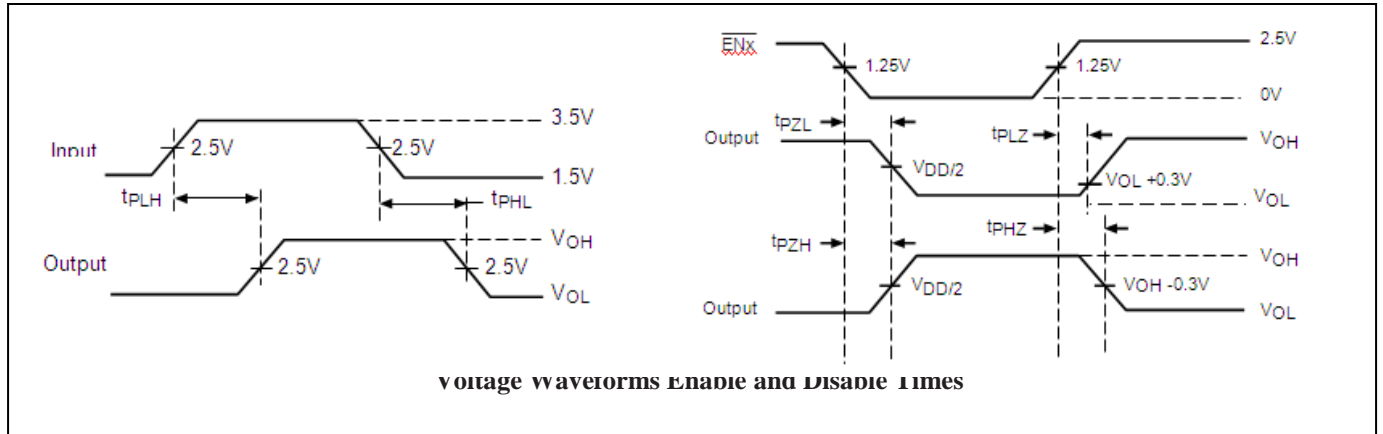 3.5V
Input
2.5V
2.5V
1.5V
tPLH
tPHL
VOH
Output
2.5V
2.5V
VOL
ENx
2.5V
1.25V
1.25V
0V
tPZL
tPLZ
Output
VOH
VDD/2
VOL +0.3V
VOL
tPZH
tPHZ
VOH
VDD/2
VOH -0.3V
Output
VOL
Voltage Waveforms Enable and Disable Times